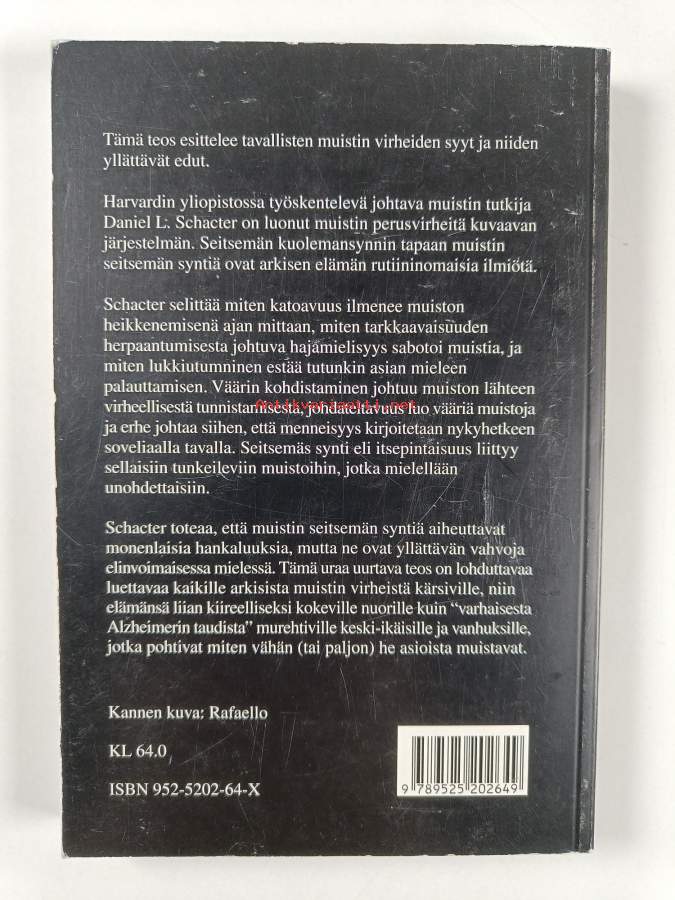 Tämä teos esittelee tavallisten muistin virheiden syyt ja niiden
yllättävät edut.
Harvardin yliopistossa työskentelevä johtava muistin tutkija
Daniel L. Schacter on luonut muistin perusvirheitä kuvaavan
järjestelmän. Seitsemän kuolemansynnin tapaan muistin
seitsemän syntiä ovat arkisen elämän rutiininomaisia ilmiötä.
Schacter selittää miten katoavuus ilmenee muiston
heikkenemisenä ajan mittaan, miten tarkkaavaisuuden
herpaantumisesta johtuva hajamielisyys sabotoi muistia, ja
miten lukkiutumninen estää tutunkin asian mieleen
palauttamisen. Väärin kohdistaminen johtuu muiston lähteen
virheellisestä tunnistamisesta, johdateltavuus luo vääriä muistoja
Antikvariaatti.net
ja erhe johtaa siihen, että menneisyys kirjoitetaan nykyhetkeen
soveliaalla tavalla. Seitsemäs synti eli itsepintaisuus liittyy
sellaisiin tunkeileviin muistoihin, jotka mielellään
unohdettaisiin.
Schacter toteaa, että muistin seitsemän syntiä aiheuttavat
monenlaisia hankaluuksia, mutta ne ovat yllättävän vahvoja
elinvoimaisessa mielessä. Tämä uraa uurtava teos on lohduttavaa
luettavaa kaikille arkisista muistin virheistä kärsiville, niin
elämänsä liian kiireelliseksi kokeville nuorille kuin “varhaisesta
Alzheimerin taudista” murehtiville keski-ikäisille ja vanhuksille,
jotka pohtivat miten vähän (tai paljon) he asioista muistavat.
Kannen kuva: Rafaello
KL 64.0
ISBN 952-5202-64-X
9 789525 202649